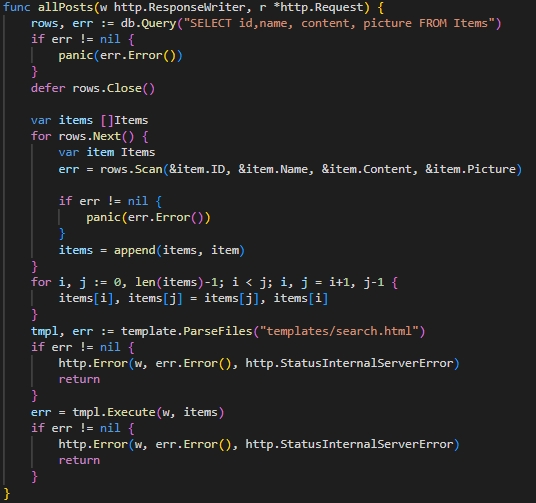 func allPosts(w http.ResponseWriter, r *http.Request) {
    rows, err := db.Query("SELECT id,name, content, picture FROM Items")
    if err != nil {
        panic(err.Error())
    }
    defer rows.Close()

    var items []Items
    for rows.Next() {
        var item Items
        err = rows.Scan(&item.ID, &item.Name, &item.Content, &item.Picture)

        if err != nil {
            panic(err.Error())
        }
        items = append(items, item)
    }
    for i, j := 0, len(items)-1; i < j; i, j = i+1, j-1 {
        items[i], items[j] = items[j], items[i]
    }
    tmpl, err := template.ParseFiles("templates/search.html")
    if err != nil {
        http.Error(w, err.Error(), http.StatusInternalServerError)
        return
    }
    err = tmpl.Execute(w, items)
    if err != nil {
        http.Error(w, err.Error(), http.StatusInternalServerError)
        return
    }
}